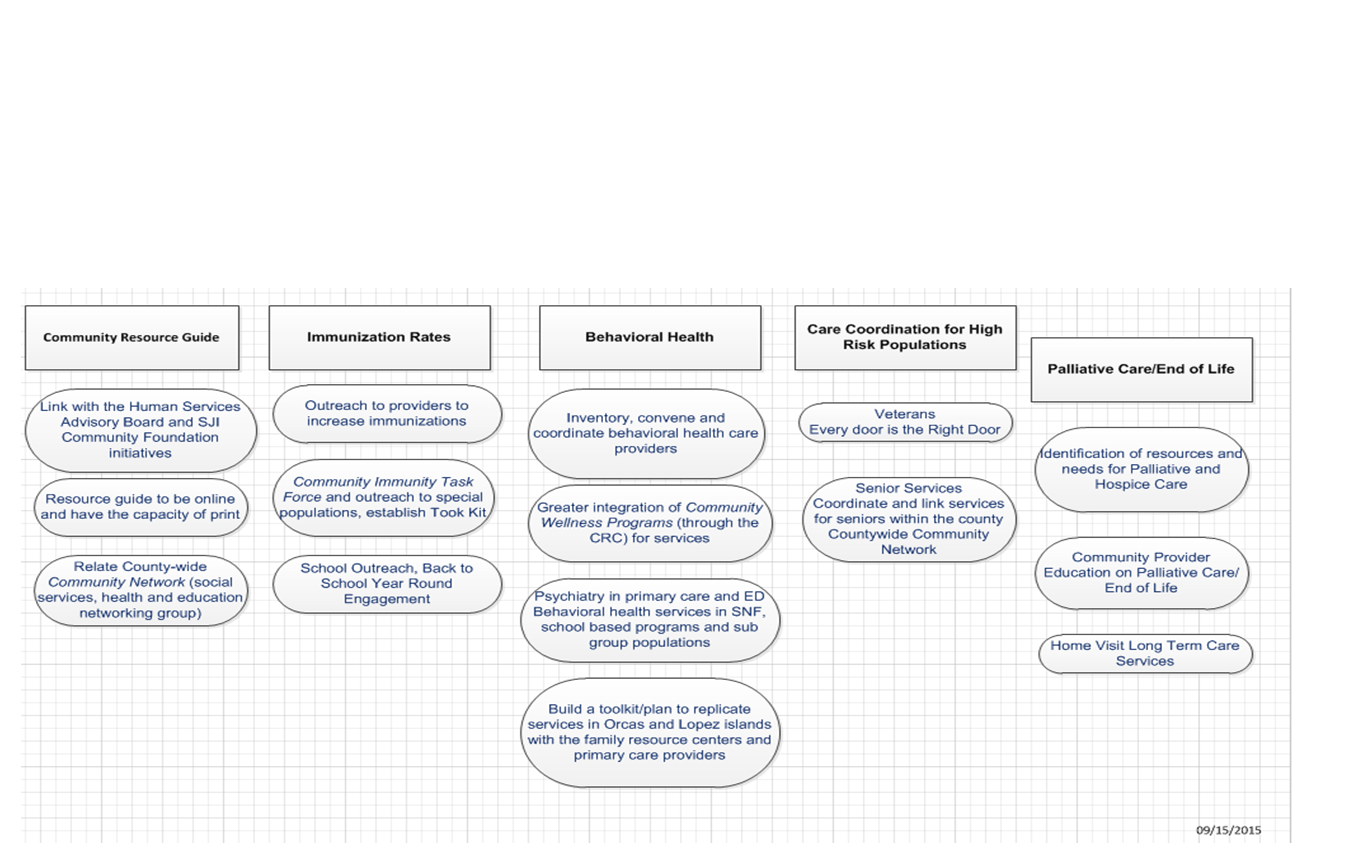 Community Resource Guide
Link with the Human Services
Advisory Board and SJI
Community Foundation
initiatives
Resource guide to be online
and have the capacity of print
Relate County-wide
Community Network (social
services, health and education
networking group)
Immunization Rates
Outreach to providers to
increase immunizations
Community Immunity Task
Force and outreach to special
populations, establish Took Kit
School Outreach, Back to
School Year Round
Engagement
Behavioral Health
Inventory, convene and
coordinate behavioral health care
providers
Greater integration of Community
Wellness Programs (through the
CRC) for services
Psychiatry in primary care and ED
Behavioral health services in SNF,
school based programs and sub
group populations
Build a toolkit/plan to replicate
services in Orcas and Lopez islands
with the family resource centers and
primary care providers
Care Coordination for High
Risk Populations
Veterans
Every door is the Right Door
Senior Services
Coordinate and link services
for seniors within the county
Countywide Community
Network
Palliative Care/End of Life
Identification of resources and
needs for Palliative and
Hospice Care
Community Provider
Education on Palliative Care/
End of Life
Home Visit Long Term Care
Services
09/15/2015